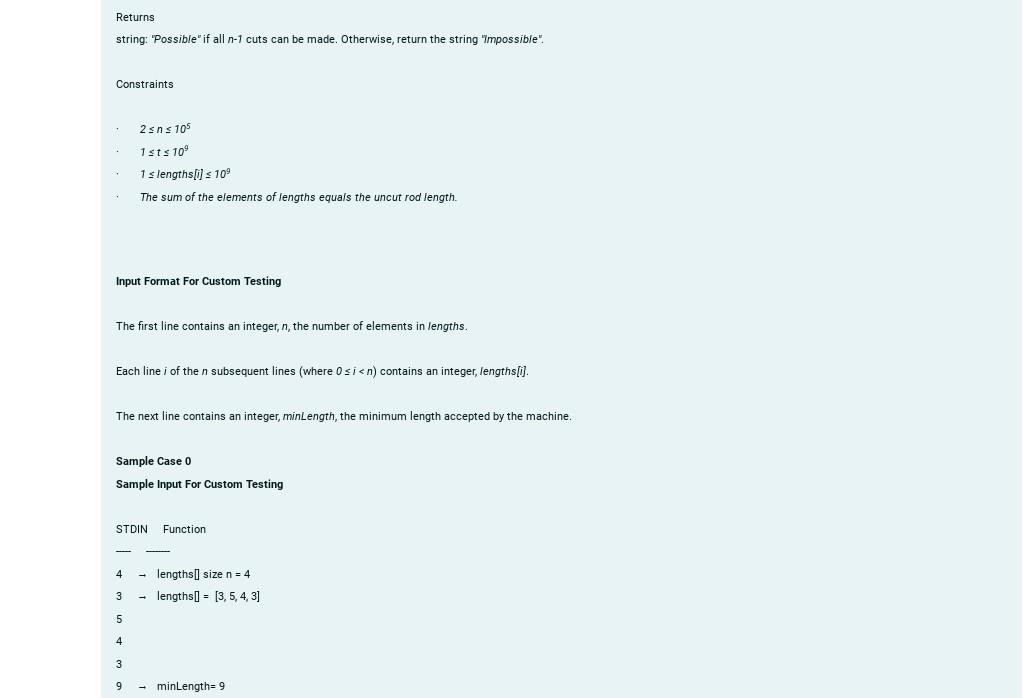 Returns
string: "Possible" if all n-1 cuts can be made. Otherwise, return the string "Impossible".
Constraints
· 2 ≤ n ≤ 10⁵
· 1 ≤ t ≤ 10⁹
· 1 ≤ lengths[i] ≤ 10⁹
· The sum of the elements of lengths equals the uncut rod length.
Input Format For Custom Testing
The first line contains an integer, n, the number of elements in lengths.
Each line i of the n subsequent lines (where 0 ≤ i < n) contains an integer, lengths[i].
The next line contains an integer, minLength, the minimum length accepted by the machine.
Sample Case 0
Sample Input For Custom Testing
STDIN Function
----- --------
4 → lengths[] size n = 4
3 → lengths[] = [3, 5, 4, 3]
5
4
3
9 → minLength= 9